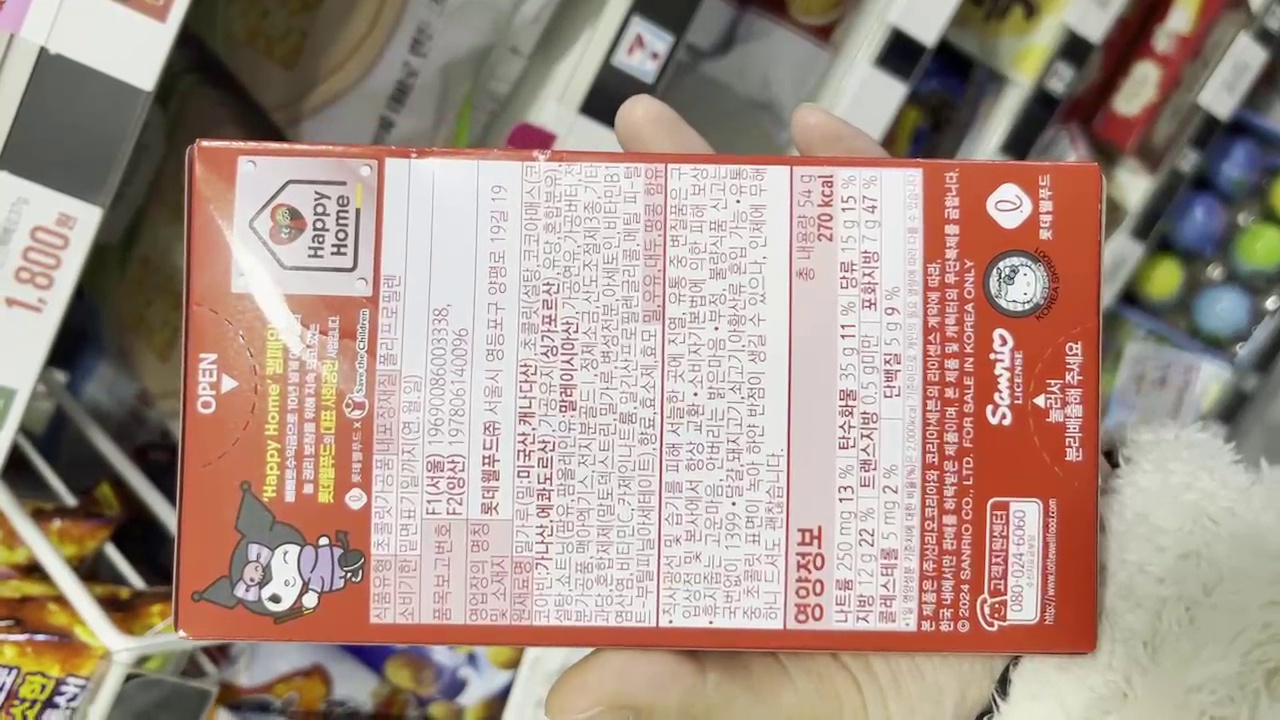 소한
1,800원
OPEN
'Happy Home' 캠페인
빼빼로수익금으로 10년 넘게
놀 권리 보장을 위해 지속
롯데웰푸드의 대표 사회공헌 사업입니다.
롯데웰푸드 X Save the Children
Happy
Home
식품유형 초콜릿가공품 내포장재질 폴리프로필렌
소비기한 밑면표기일까지(연.월.일)
품목보고번호 F1(서울) 19690086003338,
F2(양산) 197806140096
영업장의 명칭 및 소재지 롯데웰푸드㈜ 서울시 영등포구 양평로 19길 19
원재료명 밀가루(밀:미국산,캐나다산),초콜릿(설탕,코코아매스(코
코아빈:가나산,에콰도르산),가공유지(싱가포르산),유당,혼합분유)
설탕,쇼트닝(팜유,팜올레인유:말레이시아산),가공연유,가공버터,전
분가공품,맥아엑기스,전지분골드I,정제소금,산도조절제3종,기타
과당,혼합제제(말토덱스트린,밀가루,변성전분,아세토인,비타민B1
염산염,비타민C,카제인나트륨,알긴산프로필렌글리콜,메틸 피-털
트-부틸피닐아세테이트),향료,효소제,효모 밀,우유,대두,땅콩 함유
•직사광선 및 습기를 피해 서늘한 곳에 진열, 유통 중 변질품은 구
입상점 및 본사에서 항상 교환 •소비자기본법에 의한 피해 보상
•휴지줍는 고운마음, 안버리는 밝은마음 •부정, 불량식품 신고는
국번없이 1399 •달걀,돼지고기,쇠고기,아황산류 혼입 가능 •유통
중 초콜릿 표면이 녹아 하얀 반점이 생길 수 있으나, 인체에 무해
하니 드셔도 괜찮습니다.
영양정보
총 내용량 54 g
270 kcal
나트륨 250 mg 13 % 탄수화물 35 g 11 % 당류 15 g 15 %
지방 12 g 22 % 트랜스지방 0.5 g미만 포화지방 7 g 47 %
콜레스테롤 5 mg 2 % 단백질 5 g 9 %
*1일 영양성분 기준치에 대한 비율(%)은 2,000kcal 기준이므로 개인의 필요 열량에 따라 다를 수 있습니다
본 제품은 (주)산리오코리아와 코리아세븐의 라이센스 계약에 따라,
한국 내에서만 판매를 허락받은 제품이며, 본 제품 및 캐릭터의 무단복제를 금합니다.
© 2024 SANRIO CO., LTD. FOR SALE IN KOREA ONLY
고객지원센터
080-024-6060
수신자요금부담
http://www.lottewellfood.com
Sanrio
LICENSE
눌러서
분리배출해 주세요
Sanrio
KOREA SKR001
롯데웰푸드